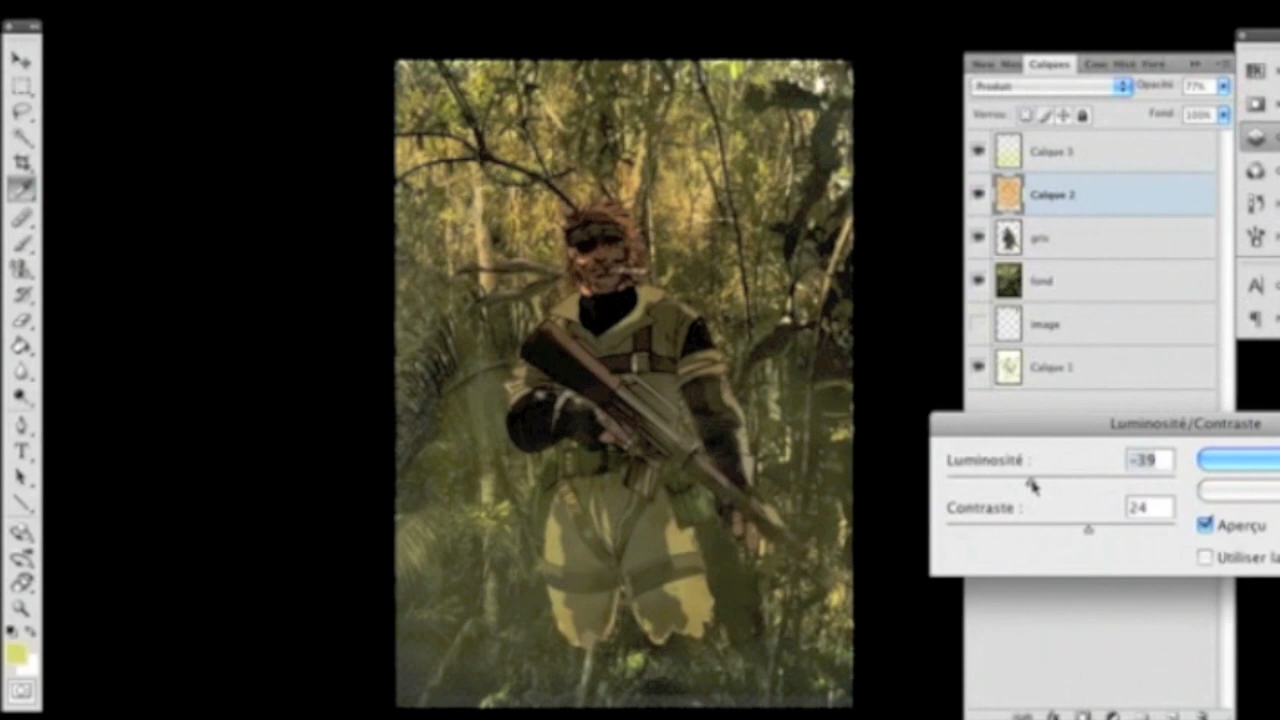 Calques
Produit
Opacité
77%
Verrou:
Fond
100%
Calque 3
Calque 2
gris
fond
image
Calque 1
Luminosité/Contraste
Luminosité :
-39
Contraste :
24
Aperçu
Utiliser la